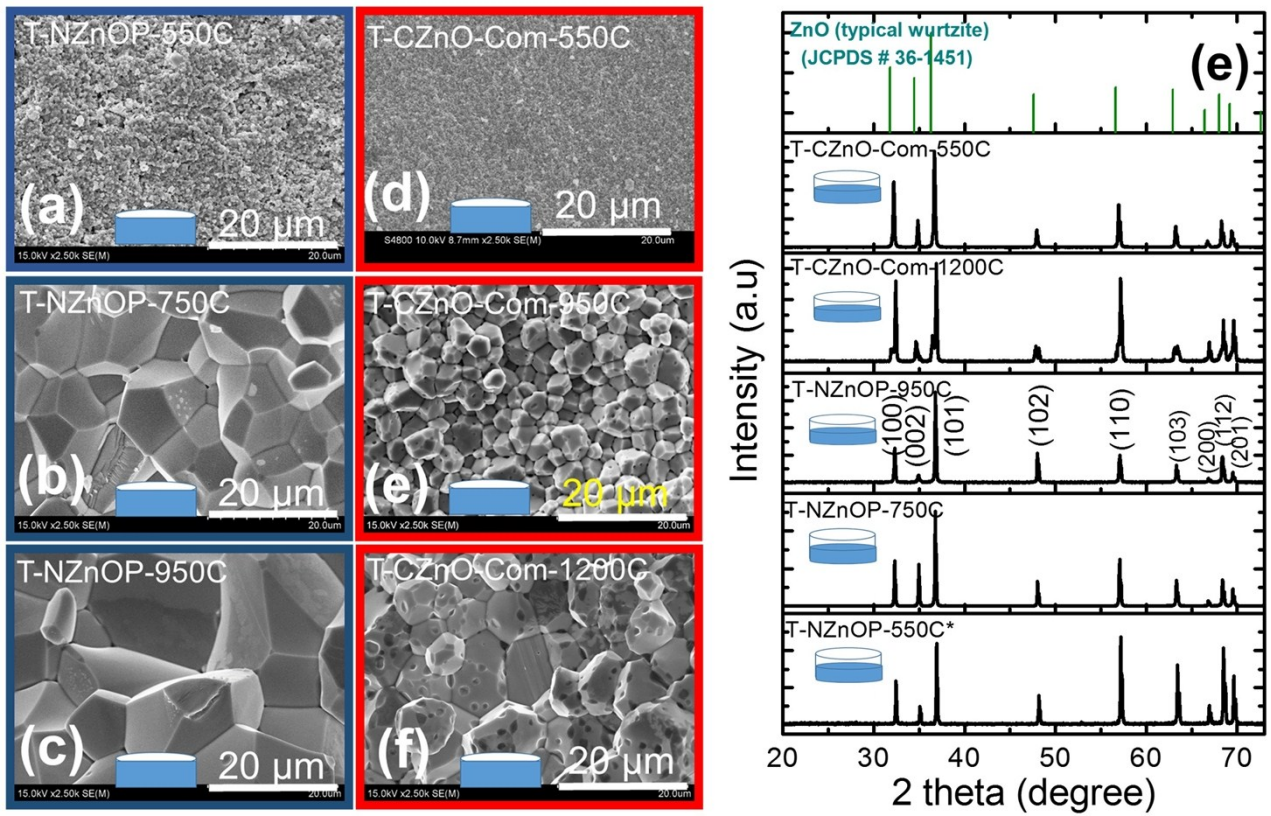 T-NZnOP-550C
(a)
20 µm
15.0kV x2.50k SE(M)
20.0um
T-CZnO-Com-550C
(d)
20 µm
S4800 10.0kV 8.7mm x2.50k SE(M)
20.0um
T-NZnOP-750C
(b)
20 µm
15.0kV x2.50k SE(M)
20.0um
T-CZnO-Com-950C
(e)
20 µm
15.0kV x2.50k SE(M)
20.0um
T-NZnOP-950C
(c)
20 µm
15.0kV x2.50k SE(M)
20.0um
T-CZnO-Com-1200C
(f)
20 µm
15.0kV x2.50k SE(M)
20.0um
ZnO (typical wurtzite)
(JCPDS # 36-1451)
(e)
T-CZnO-Com-550C
T-CZnO-Com-1200C
T-NZnOP-950C
(100)
(002)
(101)
(102)
(110)
(103)
(200)
(112)
(201)
T-NZnOP-750C
T-NZnOP-550C*
Intensity (a.u)
20 30 40 50 60 70
2 theta (degree)